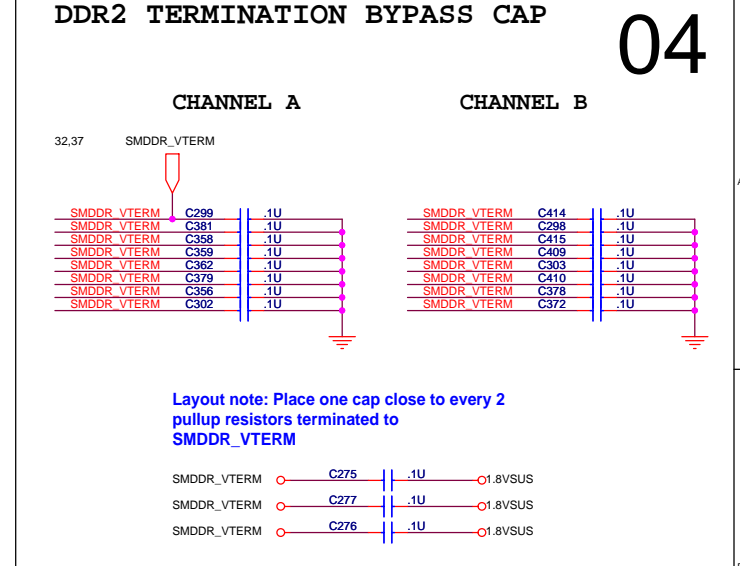 DDR2 TERMINATION BYPASS CAP
04
CHANNEL A
CHANNEL B
32,37 SMDDR_VTERM
SMDDR_VTERM C299 .1U
SMDDR_VTERM C381 .1U
SMDDR_VTERM C358 .1U
SMDDR_VTERM C359 .1U
SMDDR_VTERM C362 .1U
SMDDR_VTERM C379 .1U
SMDDR_VTERM C356 .1U
SMDDR_VTERM C302 .1U
SMDDR_VTERM C414 .1U
SMDDR_VTERM C298 .1U
SMDDR_VTERM C415 .1U
SMDDR_VTERM C409 .1U
SMDDR_VTERM C303 .1U
SMDDR_VTERM C410 .1U
SMDDR_VTERM C378 .1U
SMDDR_VTERM C372 .1U
Layout note: Place one cap close to every 2
pullup resistors terminated to
SMDDR_VTERM
SMDDR_VTERM C275 .1U 1.8VSUS
SMDDR_VTERM C277 .1U 1.8VSUS
SMDDR_VTERM C276 .1U 1.8VSUS